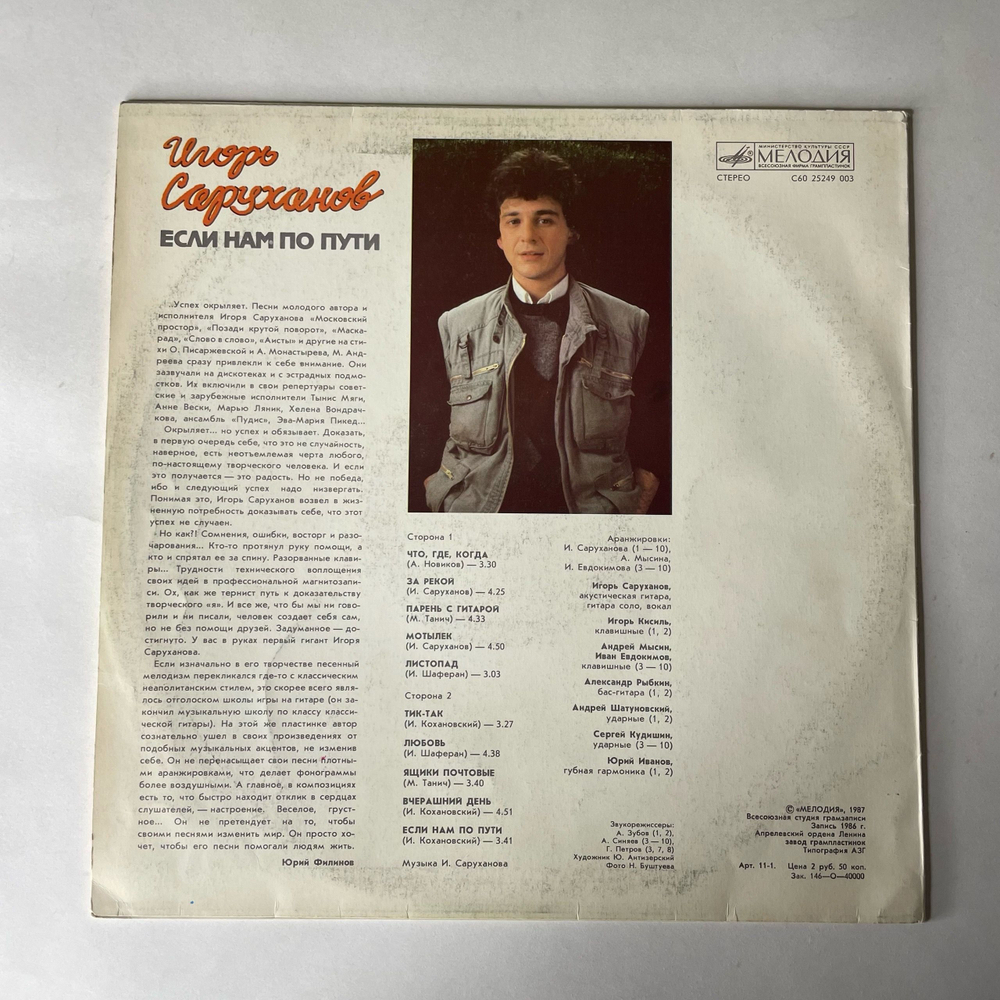 Игорь
Саруханов
ЕСЛИ НАМ ПО ПУТИ
...Успех окрыляет. Песни молодого автора и
исполнителя Игоря Саруханова «Московский
простор», «Позади крутой поворот», «Маска-
рад», «Слово в слово», «Аисты» и другие на сти-
хи О. Писаржевской и А. Монастырева, М. Анд-
реева сразу привлекли к себе внимание. Они
зазвучали на дискотеках и с эстрадных подмо-
стков. Их включили в свои репертуары совет-
ские и зарубежные исполнители Тынис Мяги,
Анне Вески, Марью Ляник, Хелена Вондрач-
кова, ансамбль «Пудис», Эва-Мария Пикед...
Окрыляет... но успех и обязывает. Доказать,
в первую очередь себе, что это не случайность,
наверное, есть неотъемлемая черта любого,
по-настоящему творческого человека. И если
это получается — это радость. Но не победа,
ибо и следующий успех надо низвергать.
Понимая это, Игорь Саруханов возвел в жиз-
ненную потребность доказывать себе, что этот
успех не случаен.
Но как?! Сомнения, ошибки, восторг и разо-
чарования... Кто-то протянул руку помощи, а
кто и спрятал ее за спину. Разорванные клави-
ры... Трудности технического воплощения
своих идей в профессиональной магнитозапи-
си. Ох, как же тернист путь к доказательству
творческого «я». И все же, что бы мы ни гово-
рили и ни писали, человек создает себя сам,
но не без помощи друзей. Задуманное — до-
стигнуто. У вас в руках первый гигант Игоря
Саруханова.
Если изначально в его творчестве песенный
мелодизм перекликался где-то с классическим
неаполитанским стилем, это скорее всего явля-
лось отголоском школы игры на гитаре (он за-
кончил музыкальную школу по классу класси-
ческой гитары). На этой же пластинке автор
сознательно ушел в своих произведениях от
подобных музыкальных акцентов, не изменив
себе. Он не перенасыщает свои песни плотны-
ми аранжировками, что делает фонограммы
более воздушными. А главное, в композициях
есть то, что быстро находит отклик в сердцах
слушателей, — настроение. Веселое, груст-
ное... Он не претендует на то, чтобы
своими песнями изменить мир. Он просто хо-
чет, чтобы его песни помогали людям жить.
Юрий Филинов
МИНИСТЕРСТВО КУЛЬТУРЫ СССР
МЕЛОДИЯ
ВСЕСОЮЗНАЯ ФИРМА ГРАМПЛАСТИНОК
СТЕРЕО С60 25249 003
Сторона 1
ЧТО, ГДЕ, КОГДА
(А. Новиков) — 3.30
ЗА РЕКОЙ
(И. Саруханов) — 4.25
ПАРЕНЬ С ГИТАРОЙ
(М. Танич) — 4.33
МОТЫЛЕК
(И. Саруханов) — 4.50
ЛИСТОПАД
(И. Шаферан) — 3.03
Сторона 2
ТИК-ТАК
(И. Кохановский) — 3.27
ЛЮБОВЬ
(И. Шаферан) — 4.38
ЯЩИКИ ПОЧТОВЫЕ
(М. Танич) — 3.40
ВЧЕРАШНИЙ ДЕНЬ
(И. Кохановский) — 4.51
ЕСЛИ НАМ ПО ПУТИ
(И. Кохановский) — 3.41
Музыка И. Саруханова
Аранжировки:
И. Саруханова (1 — 10),
А. Мысина,
И. Евдокимова (3 — 10)
Игорь Саруханов,
акустическая гитара,
гитара соло, вокал
Игорь Кисиль,
клавишные (1, 2)
Андрей Мысин,
Иван Евдокимов,
клавишные (3 — 10)
Александр Рыбкин,
бас-гитара (1, 2)
Андрей Шатуновский,
ударные (1, 2)
Сергей Кудишин,
ударные (3 — 10)
Юрий Иванов,
губная гармоника (1, 2)
Звукорежиссеры:
А. Зубов (1, 2),
А. Синяев (3 — 10),
Г. Петров (3, 7, 8)
Художник Ю. Антизерский
Фото Н. Буштуева
© «МЕЛОДИЯ», 1987
Всесоюзная студия грамзаписи
Запись 1986 г.
Апрелевский ордена Ленина
завод грампластинок
Типография АЗГ
Арт. 11-1. Цена 2 руб. 50 коп.
Зак. 146—О—40000